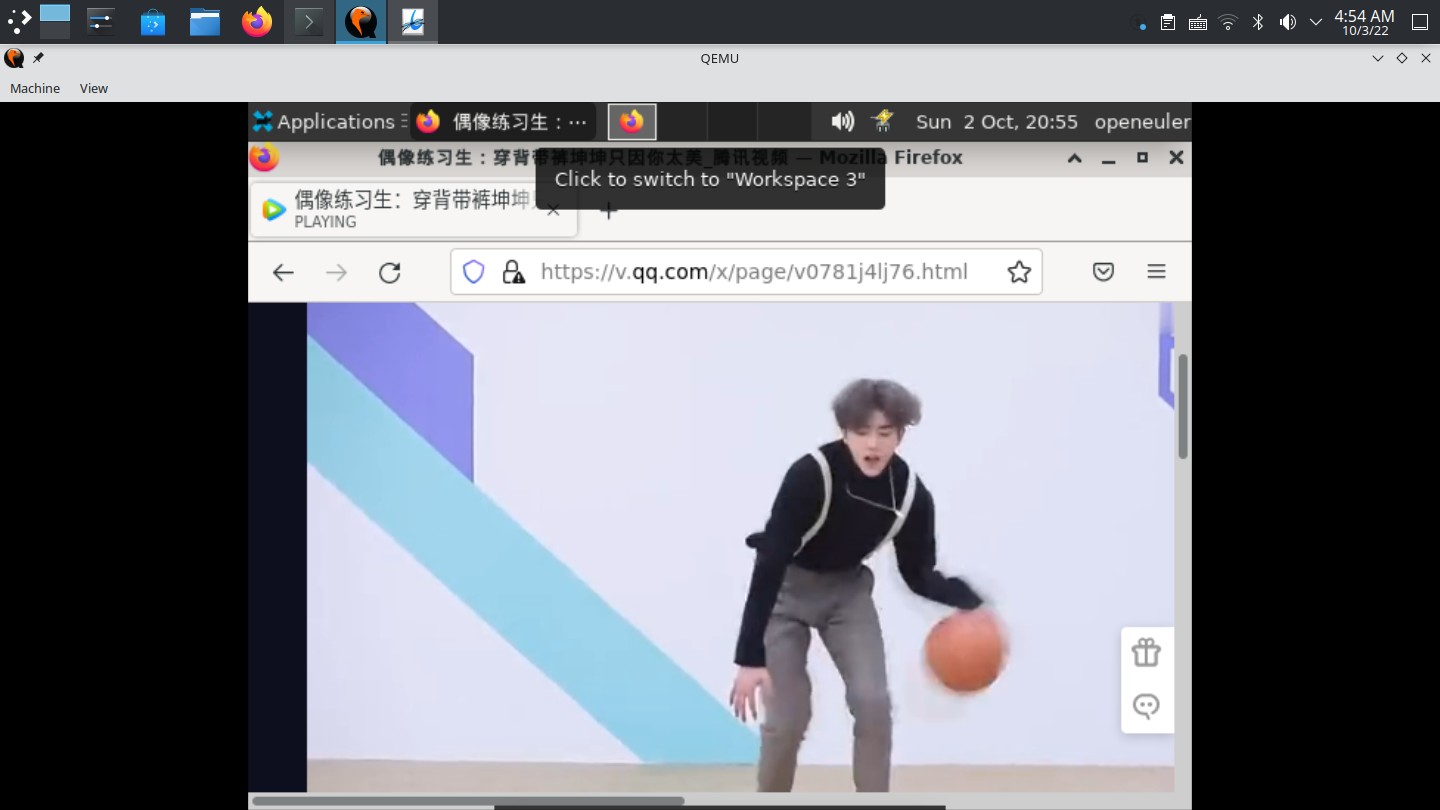 4:54 AM
10/3/22
QEMU
Machine View
Applications
偶像练习生：···
Sun 2 Oct, 20:55 openeuler
偶像练习生：穿背带裤坤坤只因你太美_腾讯视频 — Mozilla Firefox
Click to switch to "Workspace 3"
偶像练习生：穿背带裤坤坤
PLAYING
https://v.qq.com/x/page/v0781j4lj76.html